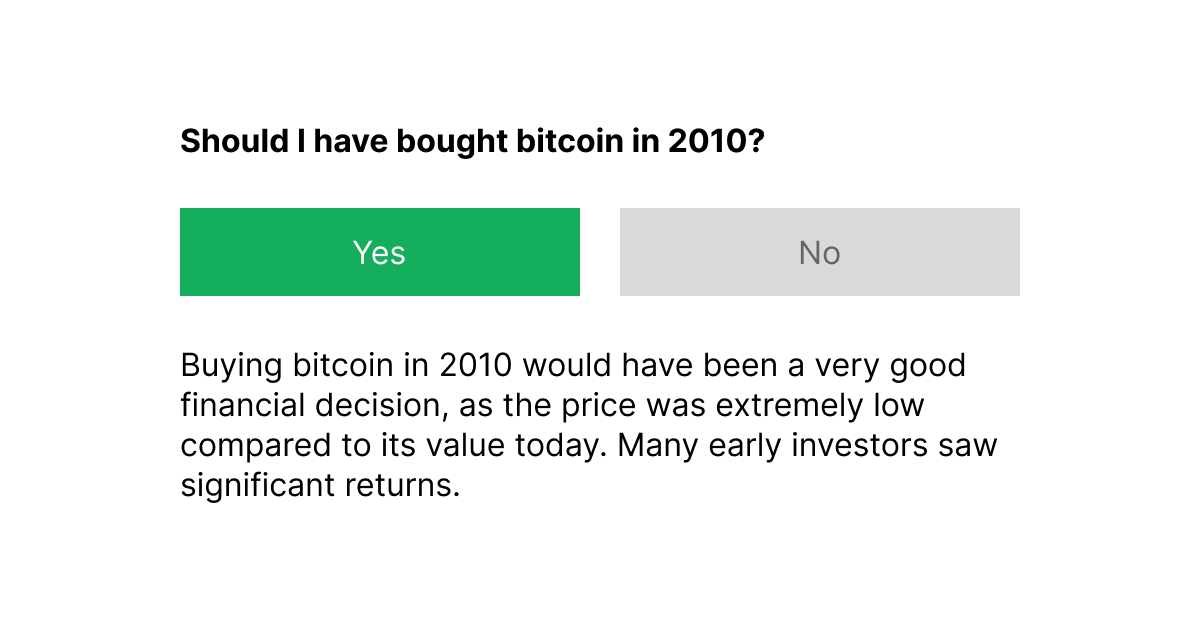 Should I have bought bitcoin in 2010?
Yes
No
Buying bitcoin in 2010 would have been a very good
financial decision, as the price was extremely low
compared to its value today. Many early investors saw
significant returns.